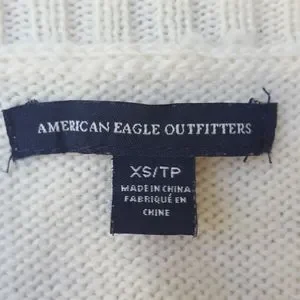 AMERICAN EAGLE OUTFITTERS
XS/TP
MADE IN CHINA
FABRIQUÉ EN
CHINE